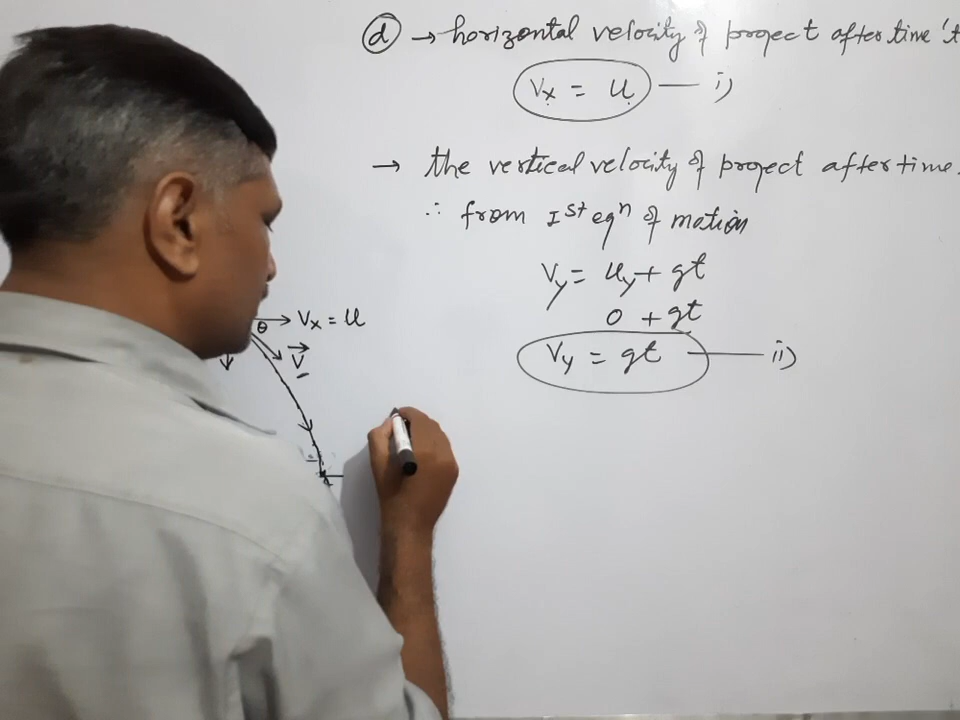 (d) → horizontal velocity of project after time 't
Vx = u — i)
→ the vertical velocity of project after time
∴ from Ist eqn of motion
Vy = uy + gt
0 + gt
Vy = gt — ii)
θ → Vx = u
V